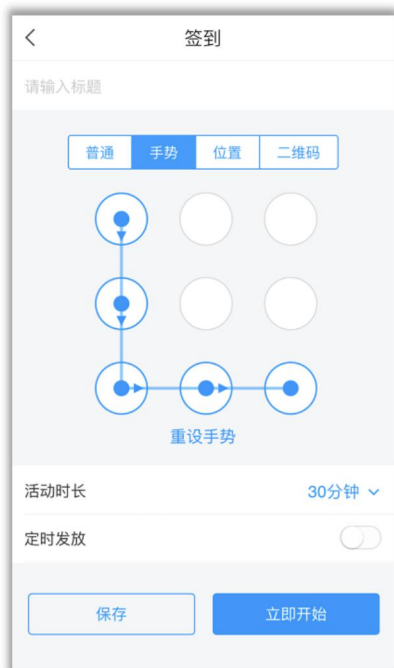 签到
请输入标题
普通 手势 位置 二维码
重设手势
活动时长 30分钟
定时发放
保存 立即开始